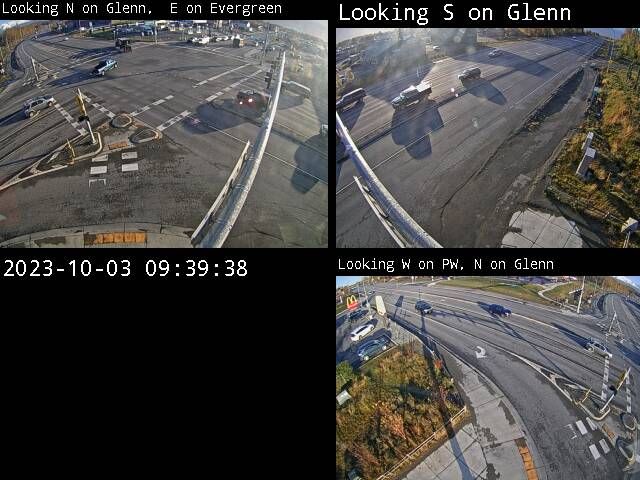 Looking N on Glenn,  E on Evergreen
Looking S on Glenn
2023-10-03 09:39:38
Looking W on PW, N on Glenn